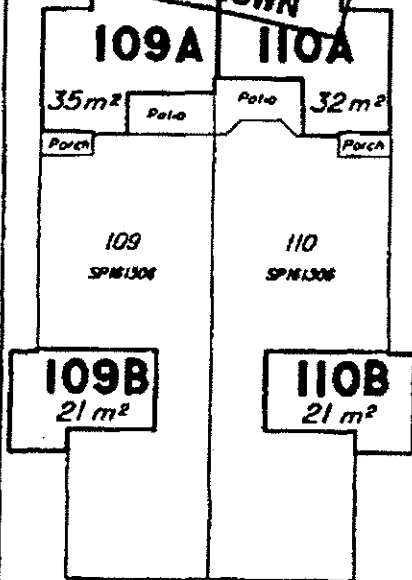 109A 110A
35m² Patio Patio 32m²
Porch Porch
109 110
SP161306 SP161306
109B 110B
21 m² 21 m²